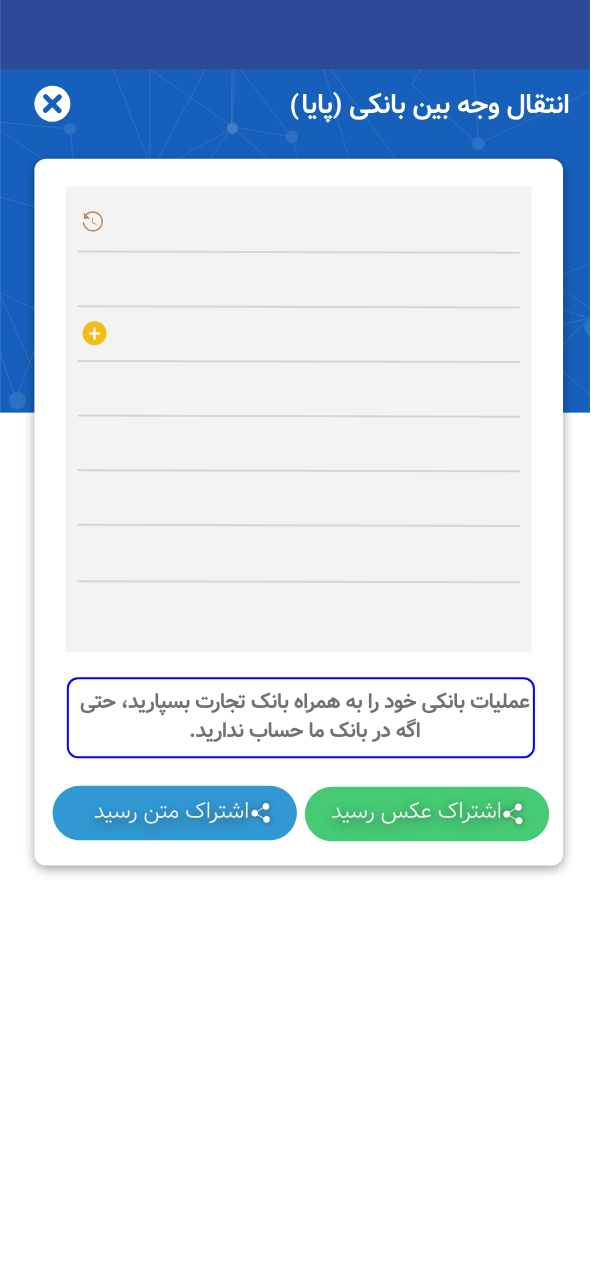 انتقال وجه بین بانکی (پایا)
عملیات بانکی خود را به همراه بانک تجارت بسپارید، حتی
اگه در بانک ما حساب ندارید.
اشتراک عکس رسید
اشتراک متن رسید